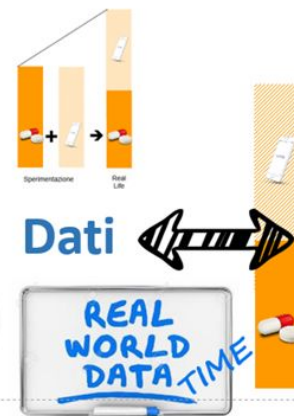 +
Sperimentazione
Real
Life
Dati
REAL
WORLD
DATA
TIME